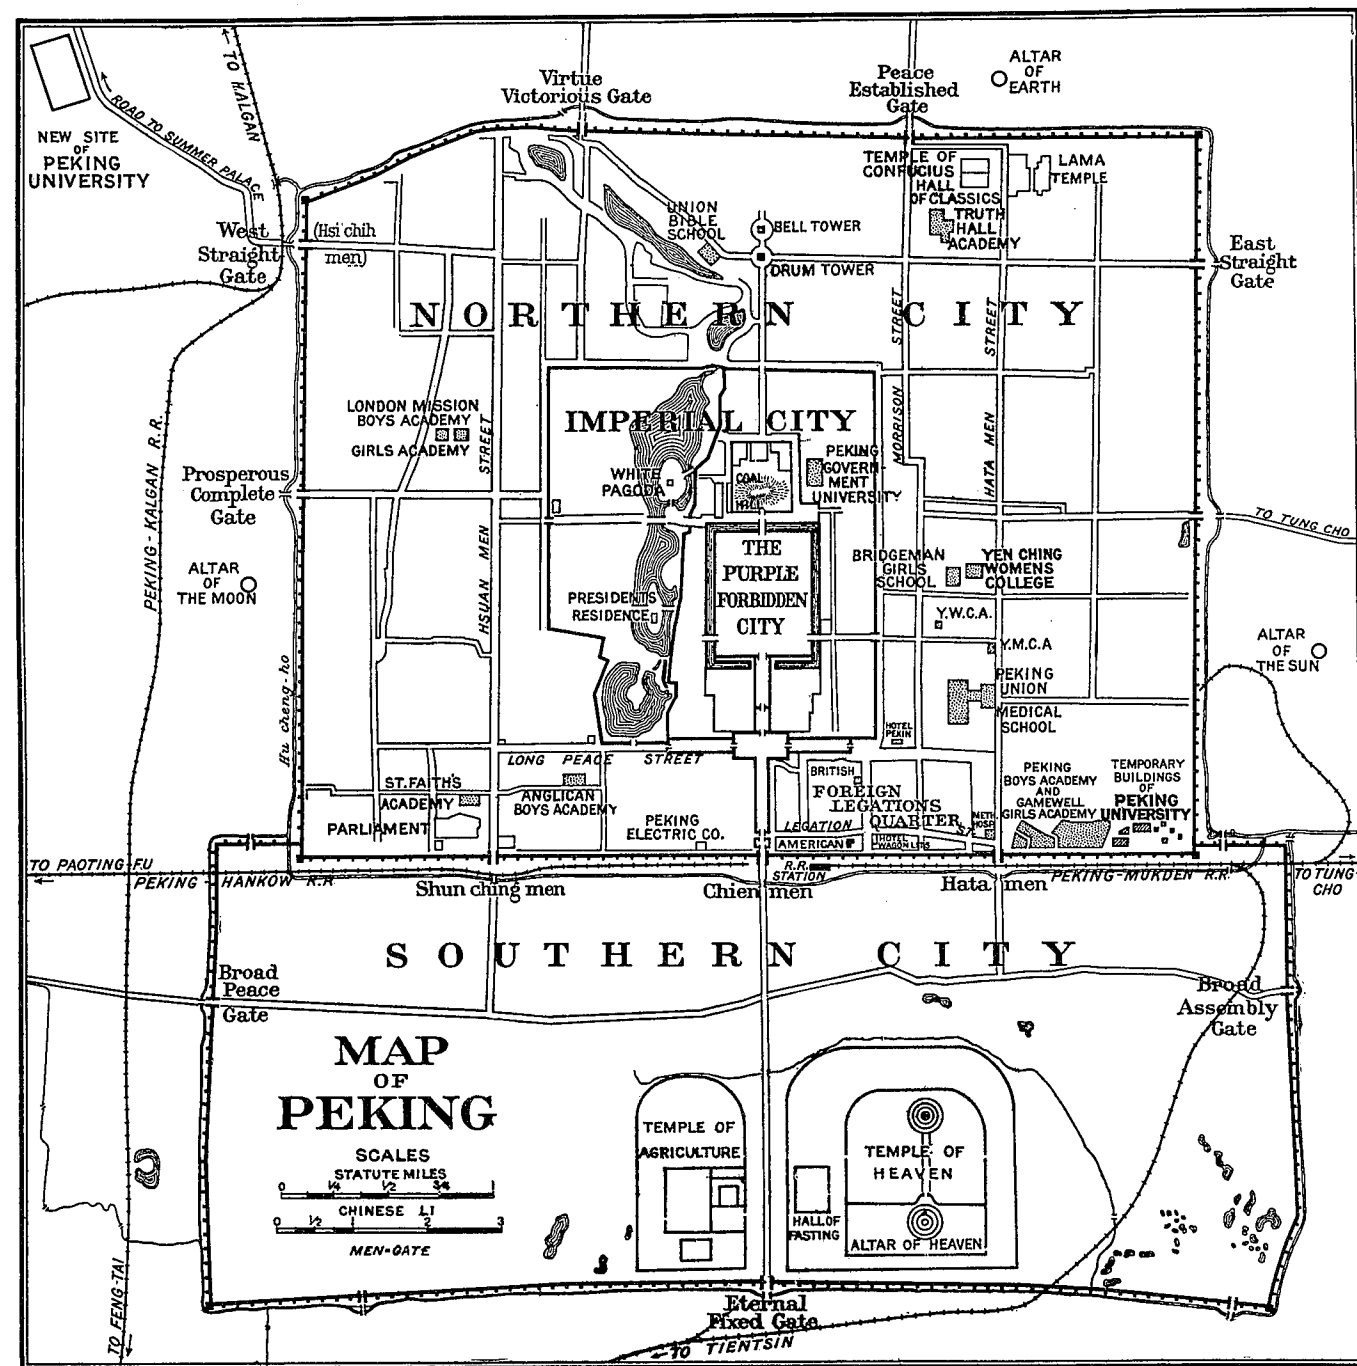 TO KALGAN
ROAD TO SUMMER PALACE
NEW SITE
OF
PEKING
UNIVERSITY
Virtue
Victorious Gate
Peace
Established
Gate
ALTAR
OF
EARTH
TEMPLE OF
CONFUCIUS
HALL
OF CLASSICS
LAMA
TEMPLE
TRUTH
HALL
ACADEMY
UNION
BIBLE
SCHOOL
BELL TOWER
DRUM TOWER
West
Straight
Gate
(Hsi chih
men)
East
Straight
Gate
NORTHERN CITY
MORRISON STREET
HATA MEN STREET
PEKING-KALGAN R.R.
LONDON MISSION
BOYS ACADEMY
GIRLS ACADEMY
HSUAN MEN STREET
IMPERIAL CITY
WHITE
PAGODA
COAL
HILL
PEKING
GOVERN-
MENT
UNIVERSITY
Prosperous
Complete
Gate
TO TUNG CHO
THE
PURPLE
FORBIDDEN
CITY
BRIDGEMAN
GIRLS
SCHOOL
YEN CHING
WOMENS
COLLEGE
ALTAR
OF
THE MOON
PRESIDENTS
RESIDENCE
Y.W.C.A.
Y.M.C.A
ALTAR
OF
THE SUN
PEKING
UNION
MEDICAL
SCHOOL
Hu cheng-ho
HOTEL
PEKIN
LONG PEACE STREET
ST. FAITH'S
ACADEMY
ANGLICAN
BOYS ACADEMY
PARLIAMENT
PEKING
ELECTRIC CO.
BRITISH
FOREIGN
LEGATIONS
QUARTER
LEGATION ST.
AMERICAN
HOTEL
WAGON LITS
METH
HOSP
PEKING
BOYS ACADEMY
AND
GAMEWELL
GIRLS ACADEMY
TEMPORARY
BUILDINGS
OF
PEKING
UNIVERSITY
R.R.
STATION
TO PAOTING-FU
PEKING-HANKOW R.R.
Shun ching men
Chien men
Hata men
PEKING-MUKDEN R.R.
TO TUNG-
CHO
SOUTHERN CITY
Broad
Peace
Gate
Broad
Assembly
Gate
MAP
OF
PEKING
SCALES
STATUTE MILES
0 1/4 1/2 3/4 1
CHINESE LI
0 1/2 1 2 3
MEN=GATE
TEMPLE OF
AGRICULTURE
TEMPLE OF
HEAVEN
HALL OF
FASTING
ALTAR OF HEAVEN
TO FENG-TAI
Eternal
Fixed Gate
TO TIENTSIN